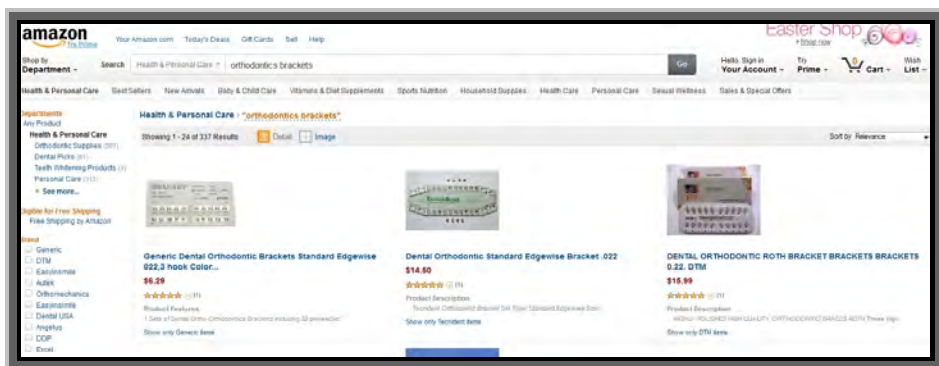 amazon
Try Prime
Your Amazon.com Today's Deals Gift Cards Sell Help
Easter Shop
Shop now
Shop by
Department
Search Health & Personal Care orthodontics brackets Go
Hello. Sign in
Your Account
Try
Prime
0
Cart
Wish
List
Health & Personal Care Best Sellers New Arrivals Baby & Child Care Vitamins & Diet Supplements Sports Nutrition Household Supplies Health Care Personal Care Sexual Wellness Sales & Special Offers
Departments
Any Product
Health & Personal Care
Orthodontic Supplies
Dental Picks
Teeth Whitening Products
Personal Care
See more...
Eligible for Free Shipping
Free Shipping by Amazon
Brand
Generic
DTM
Easyinsmile
Autek
Orthomechanics
Easyinsmile
Dental USA
Angelus
COP
Excel
Health & Personal Care › "orthodontics brackets"
Showing 1 - 24 of 337 Results Detail Image Sort by Relevance
Generic Dental Orthodontic Brackets Standard Edgewise
022,3 hook Color...
$6.29
(1)
Product Features
Show only Generic items
Dental Orthodontic Standard Edgewise Bracket .022
$14.50
(1)
Product Description
Show only Tecnident items
DENTAL ORTHODONTIC ROTH BRACKET BRACKETS BRACKETS
0.22. DTM
$15.99
(1)
Product Description
Show only DTM items